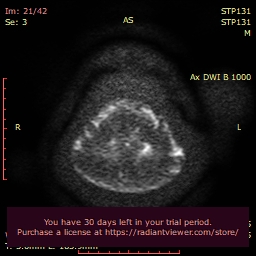 Im: 21/42
Se: 3
AS
STP131
STP131
M
Ax DWI B 1000
R
L
You have 30 days left in your trial period.
Purchase a license at https://radiantviewer.com/store/